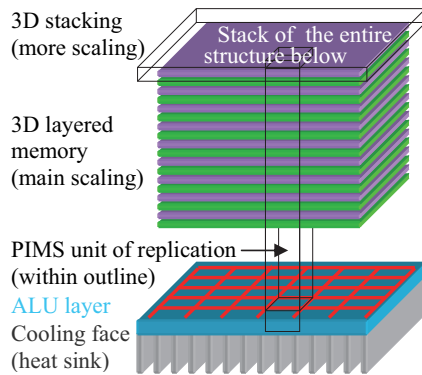 3D stacking
(more scaling)
Stack of the entire
structure below
3D layered
memory
(main scaling)
PIMS unit of replication
(within outline)
ALU layer
Cooling face
(heat sink)